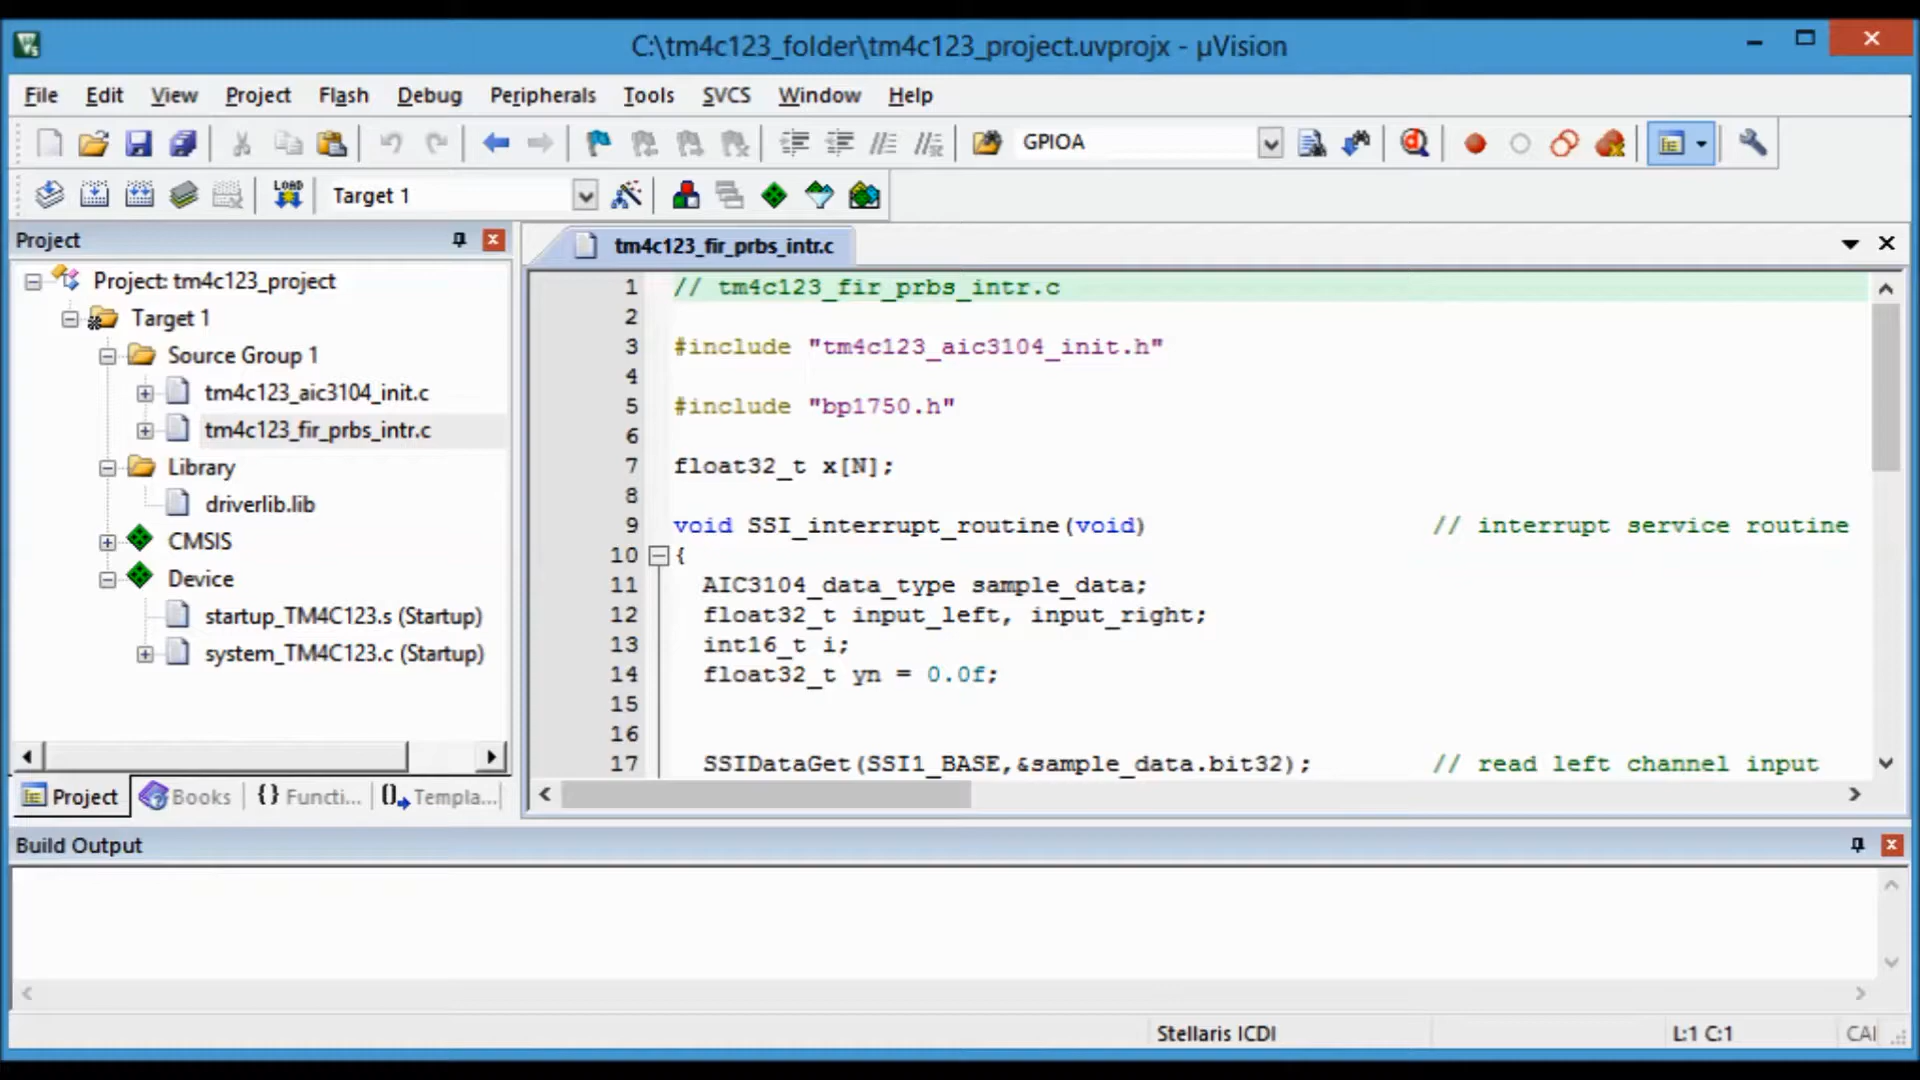 C:\tm4c123_folder\tm4c123_project.uvprojx - µVision
File Edit View Project Flash Debug Peripherals Tools SVCS Window Help
GPIOA
LOAD Target 1
Project
tm4c123_fir_prbs_intr.c
Project: tm4c123_project
Target 1
Source Group 1
tm4c123_aic3104_init.c
tm4c123_fir_prbs_intr.c
Library
driverlib.lib
CMSIS
Device
startup_TM4C123.s (Startup)
system_TM4C123.c (Startup)
Project Books {} Functi... Templa...
1 // tm4c123_fir_prbs_intr.c
2
3 #include "tm4c123_aic3104_init.h"
4
5 #include "bp1750.h"
6
7 float32_t x[N];
8
9 void SSI_interrupt_routine(void) // interrupt service routine
10 {
11 AIC3104_data_type sample_data;
12 float32_t input_left, input_right;
13 int16_t i;
14 float32_t yn = 0.0f;
15
16
17 SSIDataGet(SSI1_BASE,&sample_data.bit32); // read left channel input
Build Output
Stellaris ICDI L:1 C:1 CAI